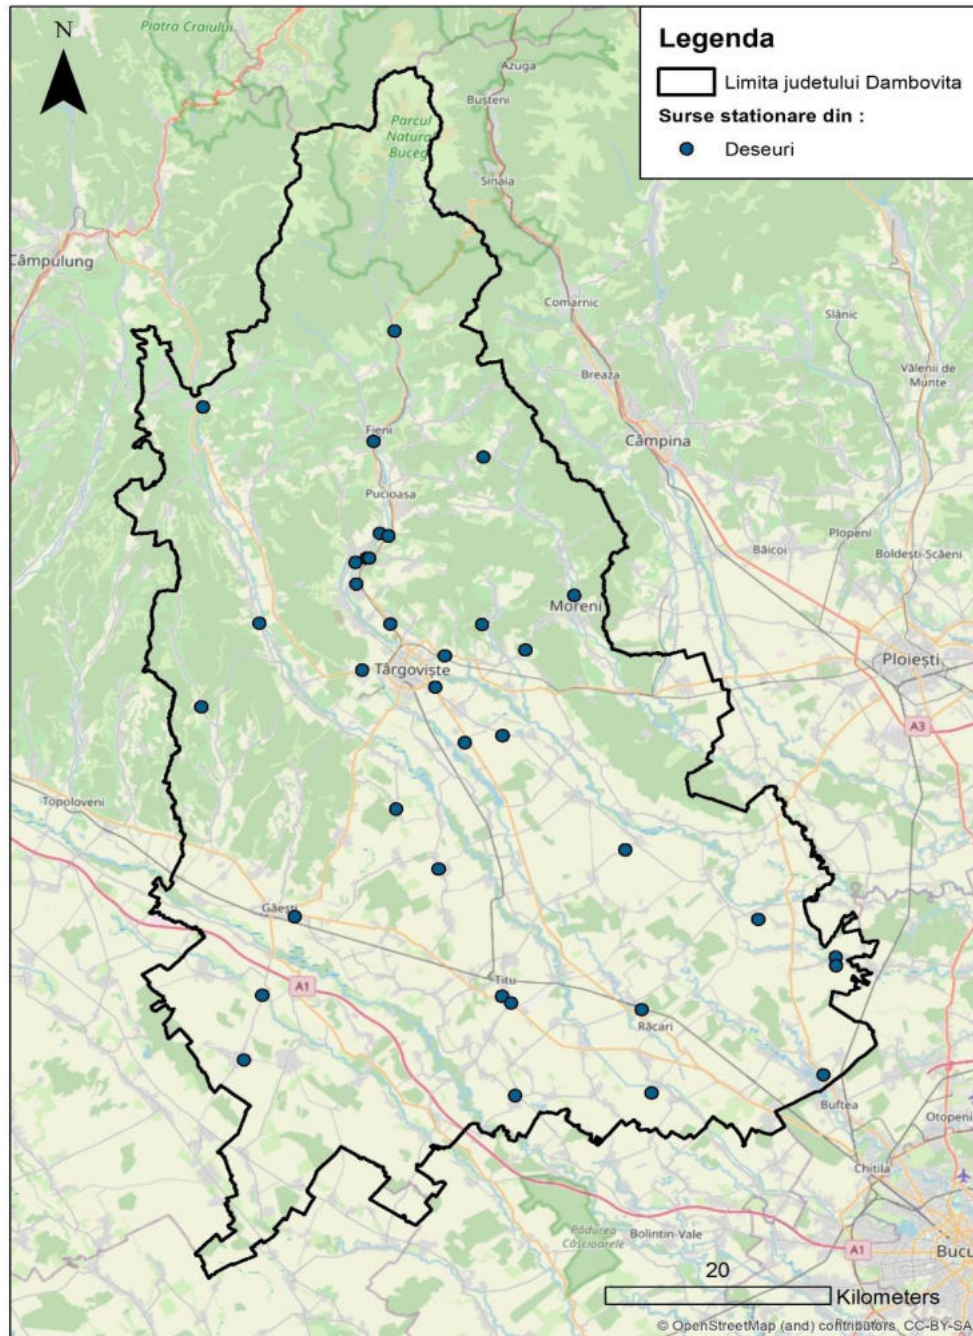 N
Legenda
Limita judetului Dambovita
Surse stationare din :
Deseuri
Piatra Craiului
Azuga
Busteni
Parcul
Natural
Bucegi
Sinaia
Câmpulung
Comarnic
Slănic
Breaza
Vălenii de
Munte
Fieni
Câmpina
Pucioasa
Plopeni
Băicoi
Boldești-Scăeni
Moreni
Ploiești
Târgoviște
A3
Topoloveni
Găești
A1
Titu
Răcari
Buftea
Otopeni
Chitila
Pădurea
Căscioarele
Bolintin-Vale
A1
Bucu
20
Kilometers
© OpenStreetMap (and) contributors, CC-BY-SA